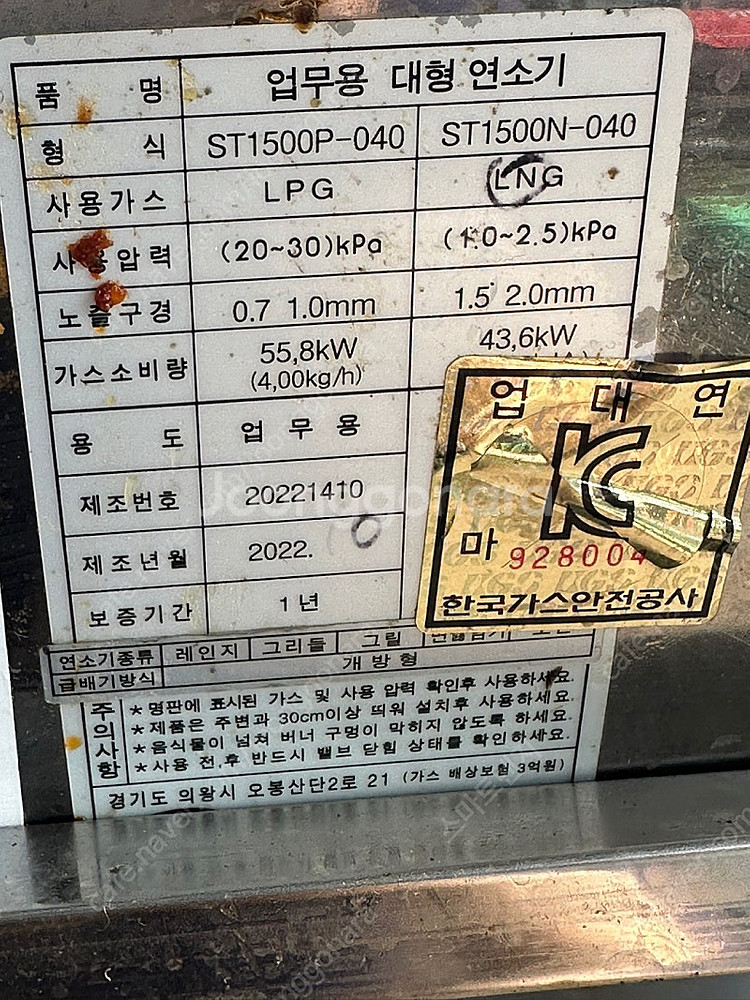 품 명 업무용 대형 연소기
형 식 ST1500P-040 ST1500N-040
사용가스 LPG LNG
사용압력 (20~30)kPa (1.0~2.5)kPa
노출구경 0.7 1.0mm 1.5 2.0mm
가스소비량 55,8kW 43,6kW
(4,00kg/h)
용 도 업 무 용
제조번호 20221410
제조년월 2022.
보증기간 1년
업 대 연
KC
마 928004
한국가스안전공사
연소기종류 레인지 그리들 그릴
급배기방식 개 방 형
주의사항
* 명판에 표시된 가스 및 사용 압력 확인후 사용하세요.
* 제품은 주변과 30cm이상 띄워 설치후 사용하세요.
* 음식물이 넘쳐 버너 구멍이 막히지 않도록 하세요.
* 사용 전,후 반드시 밸브 닫힘 상태를 확인하세요.
경기도 의왕시 오봉산단2로 21 (가스 배상보험 3억원)
Joonggonara